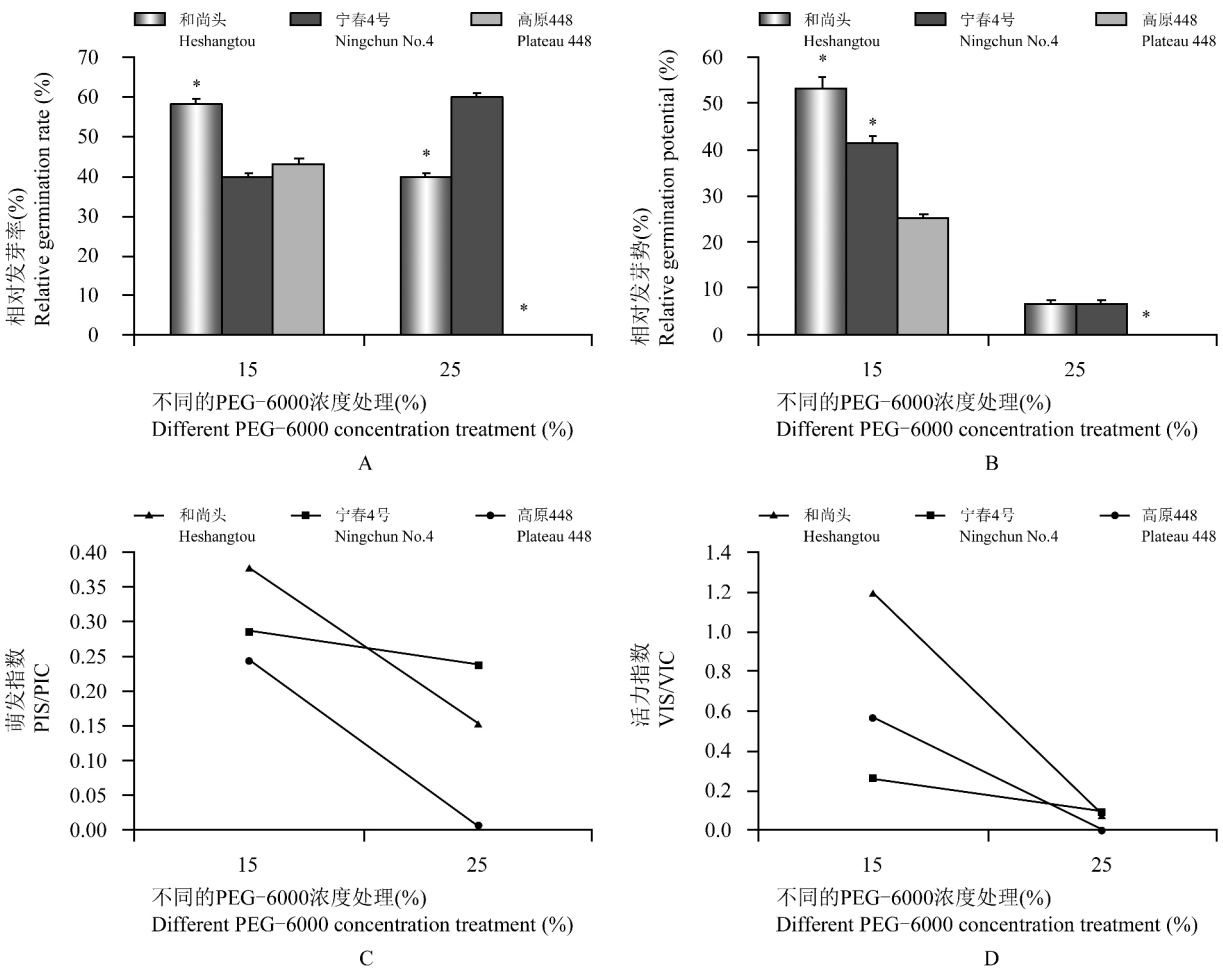 和尚头 宁春4号 高原448
Heshangtou Ningchun No.4 Plateau 448
相对发芽率(%)
Relative germination rate (%)
70
60
50
40
30
20
10
0
*
*
*
15 25
不同的PEG-6000浓度处理(%)
Different PEG-6000 concentration treatment (%)
A
和尚头 宁春4号 高原448
Heshangtou Ningchun No.4 Plateau 448
相对发芽势(%)
Relative germination potential (%)
60
50
40
30
20
10
0
*
*
*
15 25
不同的PEG-6000浓度处理(%)
Different PEG-6000 concentration treatment (%)
B
和尚头 宁春4号 高原448
Heshangtou Ningchun No.4 Plateau 448
萌发指数
PIS/PIC
0.40
0.35
0.30
0.25
0.20
0.15
0.10
0.05
0.00
15 25
不同的PEG-6000浓度处理(%)
Different PEG-6000 concentration treatment (%)
C
和尚头 宁春4号 高原448
Heshangtou Ningchun No.4 Plateau 448
活力指数
VIS/VIC
1.4
1.2
1.0
0.8
0.6
0.4
0.2
0.0
15 25
不同的PEG-6000浓度处理(%)
Different PEG-6000 concentration treatment (%)
D